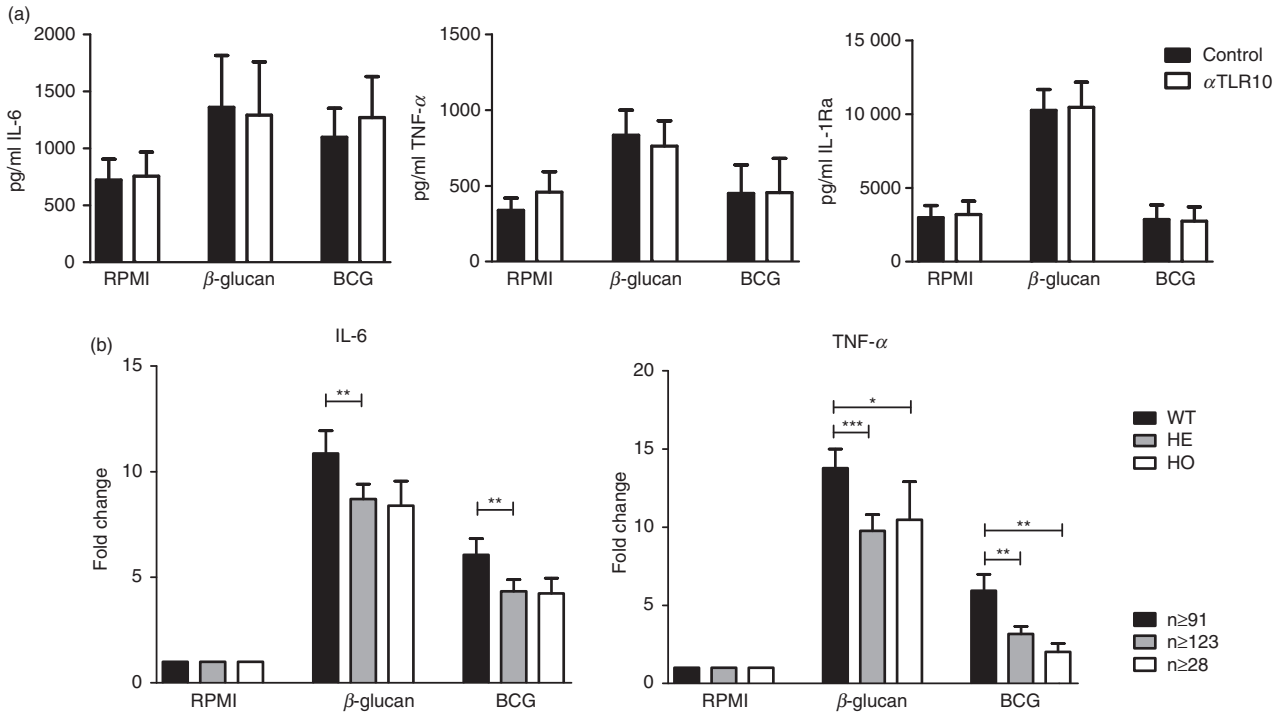 (a)
2000
1500
1000
500
0
pg/ml IL-6
RPMI β-glucan BCG
1500
1000
500
0
pg/ml TNF-α
RPMI β-glucan BCG
15 000
10 000
5000
0
pg/ml IL-1Ra
RPMI β-glucan BCG
Control
αTLR10
(b)
IL-6
15
10
5
0
Fold change
**
**
RPMI β-glucan BCG
TNF-α
20
15
10
5
0
Fold change
*
***
**
**
RPMI β-glucan BCG
WT
HE
HO
n≥91
n≥123
n≥28